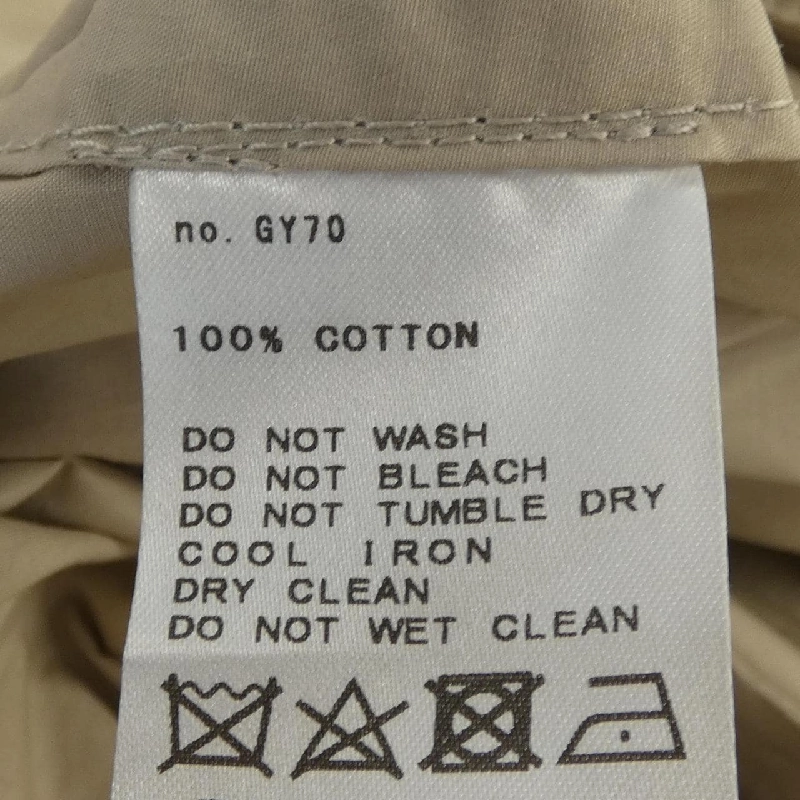 no. GY70
100% COTTON
DO NOT WASH
DO NOT BLEACH
DO NOT TUMBLE DRY
COOL IRON
DRY CLEAN
DO NOT WET CLEAN